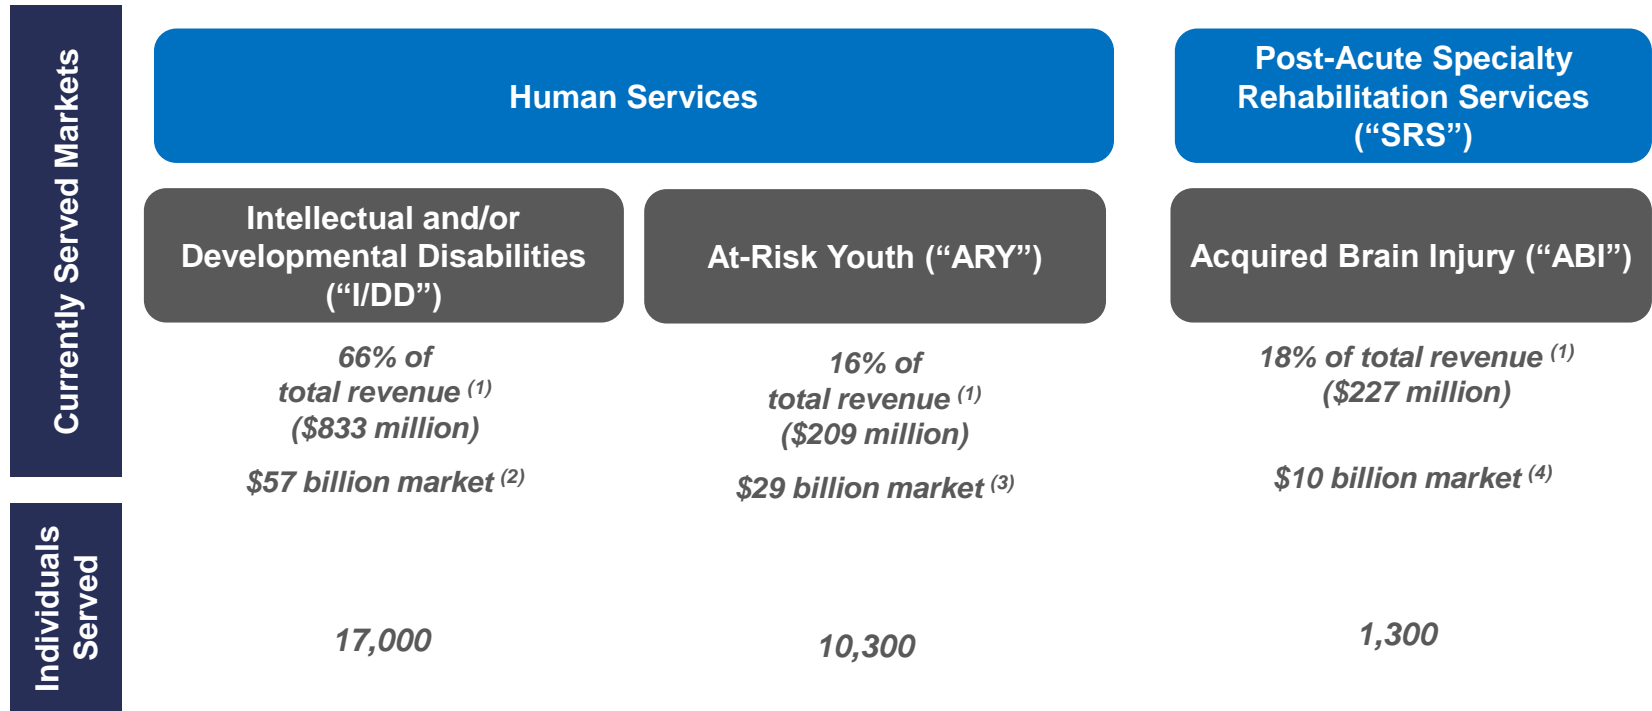 Currently Served Markets
Human Services
Post-Acute Specialty
Rehabilitation Services
(“SRS”)
Intellectual and/or
Developmental Disabilities
(“I/DD”)
At-Risk Youth (“ARY”)
Acquired Brain Injury (“ABI”)
66% of
total revenue (1)
($833 million)
$57 billion market (2)
16% of
total revenue (1)
($209 million)
$29 billion market (3)
18% of total revenue (1)
($227 million)
$10 billion market (4)
Individuals
Served
17,000
10,300
1,300